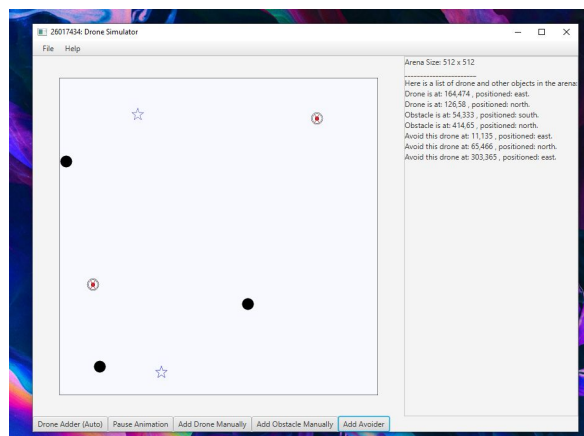 26017434: Drone Simulator
File Help
Arena Size: 512 x 512
------------------------
Here is a list of drone and other objects in the arena:
Drone is at: 164,474 , positioned: east.
Drone is at: 126,58 , positioned: north.
Obstacle is at: 54,333 , positioned: south.
Obstacle is at: 414,65 , positioned: north.
Avoid this drone at: 11,135 , positioned: east.
Avoid this drone at: 65,466 , positioned: north.
Avoid this drone at: 303,365 , positioned: east.
Drone Adder (Auto) Pause Animation Add Drone Manually Add Obstacle Manually Add Avoider